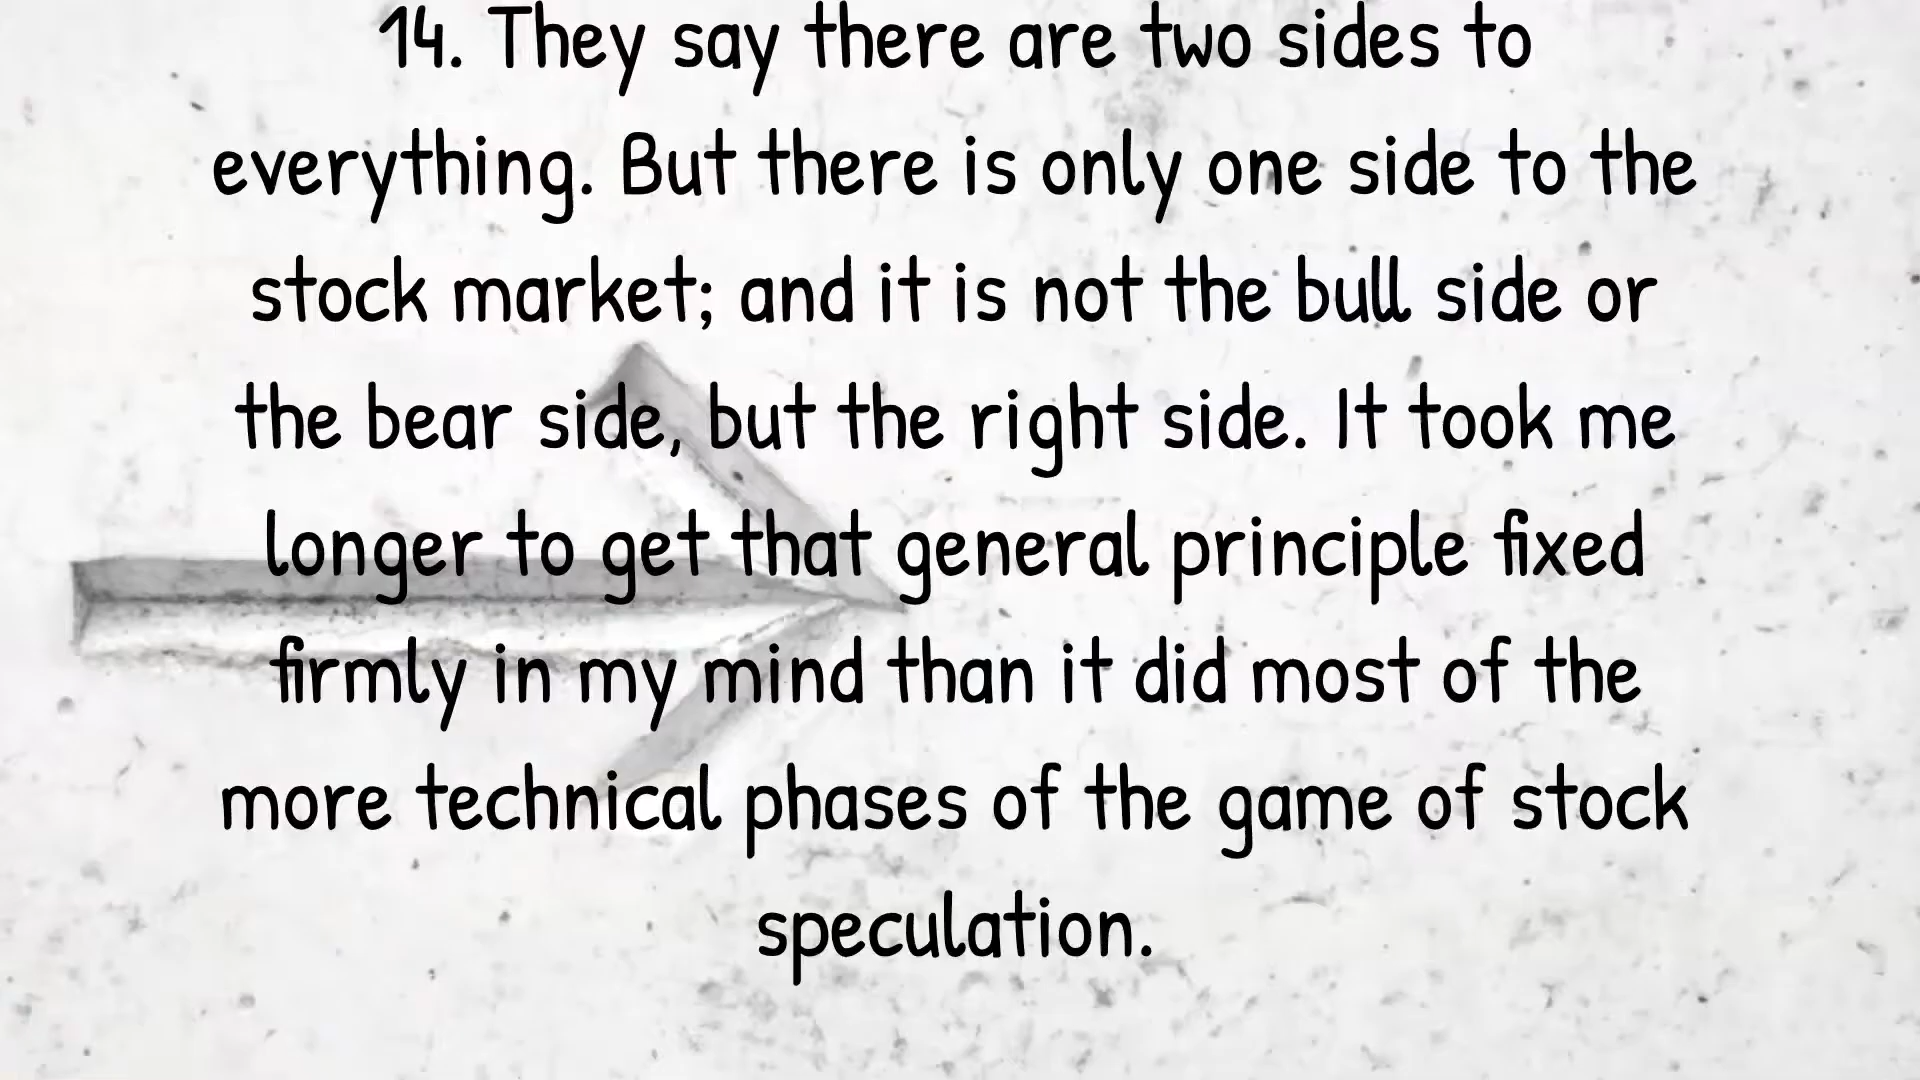 14. They say there are two sides to
everything. But there is only one side to the
stock market; and it is not the bull side or
the bear side, but the right side. It took me
longer to get that general principle fixed
firmly in my mind than it did most of the
more technical phases of the game of stock
speculation.